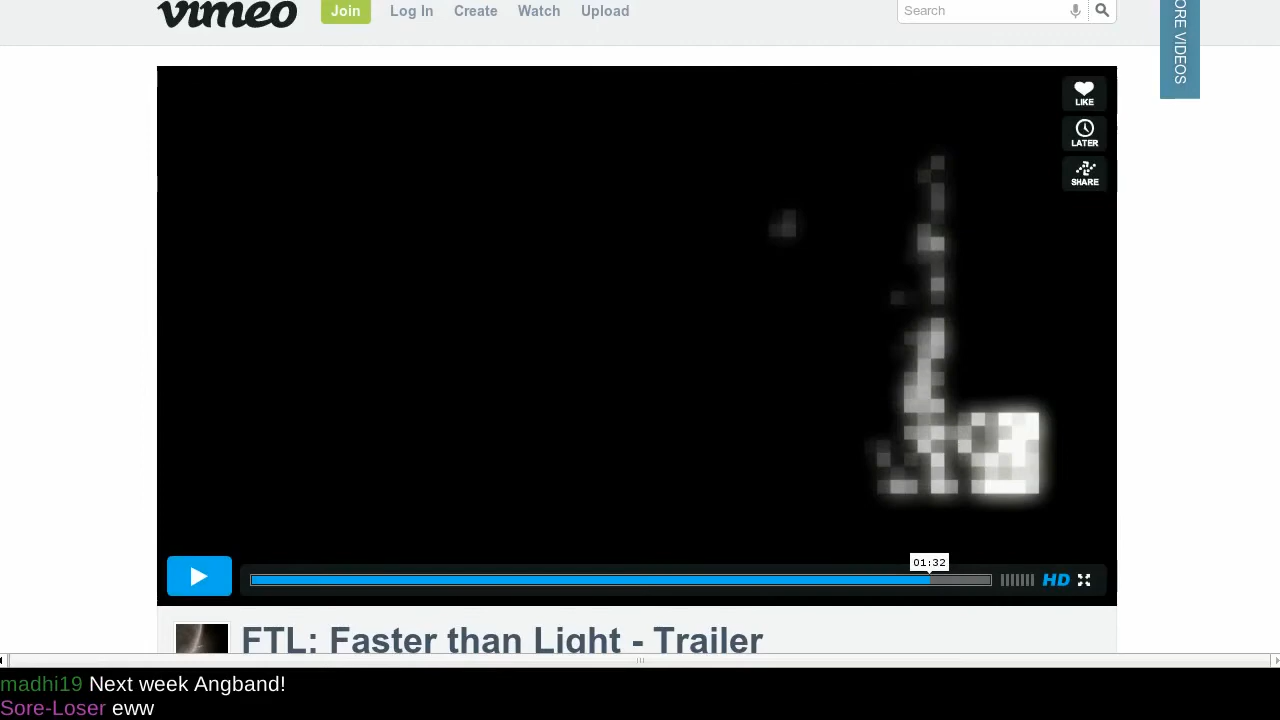 vimeo Join Log In Create Watch Upload Search
ORE VIDEOS
LIKE
LATER
SHARE
01:32
HD
FTL: Faster than Light - Trailer
madhi19 Next week Angband!
Sore-Loser eww